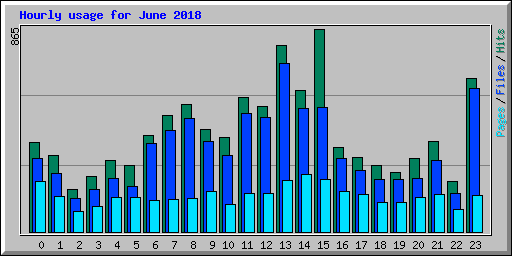 Hourly usage for June 2018
865
Pages/Files/Hits
0 1 2 3 4 5 6 7 8 9 10 11 12 13 14 15 16 17 18 19 20 21 22 23